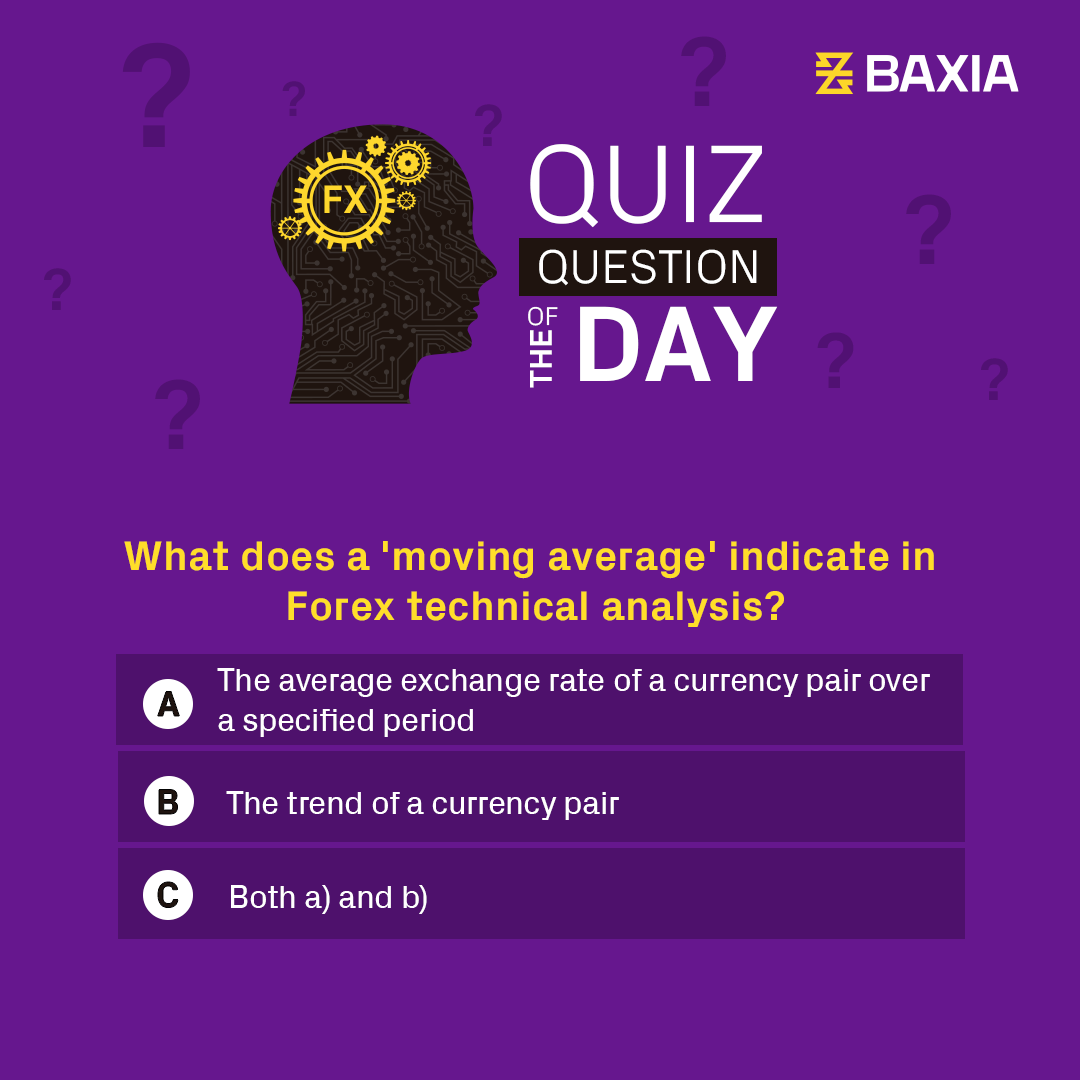 BAXIA
FX
QUIZ
QUESTION
OF THE DAY
What does a 'moving average' indicate in
Forex technical analysis?
A The average exchange rate of a currency pair over
a specified period
B The trend of a currency pair
C Both a) and b)